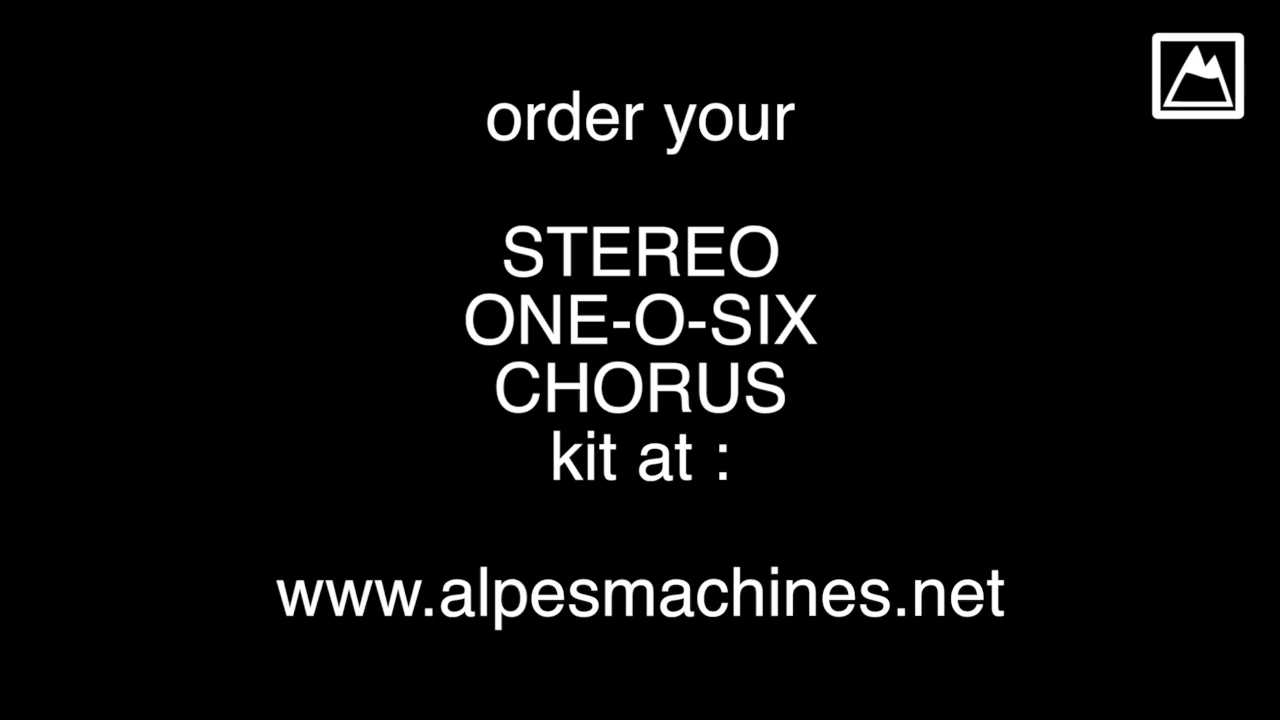 order your
STEREO
ONE-O-SIX
CHORUS
kit at :
www.alpesmachines.net